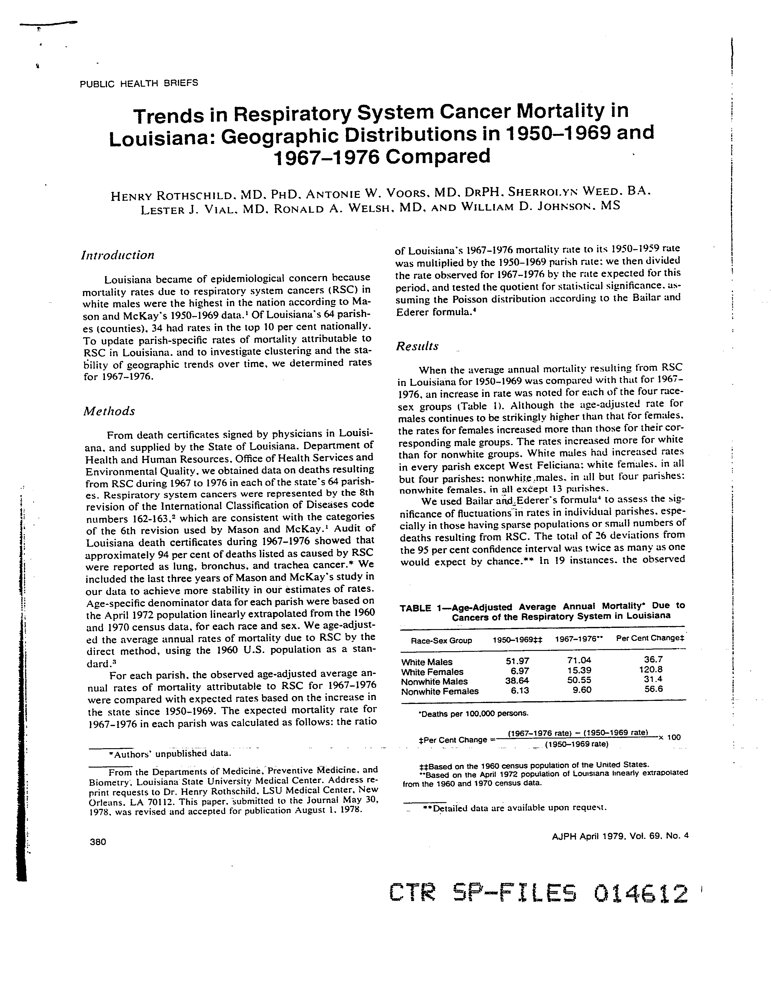 PUBLIC HEALTH BRIEFS
Trends in Respiratory System Cancer Mortality in
Louisiana: Geographic Distributions in 1950–1969 and
1967–1976 Compared
HENRY ROTHSCHILD, MD, PHD, ANTONIE W. VOORS, MD, DRPH, SHERROLYN WEED, BA,
LESTER J. VIAL, MD, RONALD A. WELSH, MD, AND WILLIAM D. JOHNSON, MS
Introduction
Louisiana became of epidemiological concern because
mortality rates due to respiratory system cancers (RSC) in
white males were the highest in the nation according to Ma-
son and McKay's 1950-1969 data.¹ Of Louisiana's 64 parish-
es (counties), 34 had rates in the top 10 per cent nationally.
To update parish-specific rates of mortality attributable to
RSC in Louisiana, and to investigate clustering and the sta-
bility of geographic trends over time, we determined rates
for 1967-1976.
Methods
From death certificates signed by physicians in Louisi-
ana, and supplied by the State of Louisiana, Department of
Health and Human Resources, Office of Health Services and
Environmental Quality, we obtained data on deaths resulting
from RSC during 1967 to 1976 in each of the state's 64 parish-
es. Respiratory system cancers were represented by the 8th
revision of the International Classification of Diseases code
numbers 162-163,² which are consistent with the categories
of the 6th revision used by Mason and McKay.¹ Audit of
Louisiana death certificates during 1967-1976 showed that
approximately 94 per cent of deaths listed as caused by RSC
were reported as lung, bronchus, and trachea cancer.* We
included the last three years of Mason and McKay's study in
our data to achieve more stability in our estimates of rates.
Age-specific denominator data for each parish were based on
the April 1972 population linearly extrapolated from the 1960
and 1970 census data, for each race and sex. We age-adjust-
ed the average annual rates of mortality due to RSC by the
direct method, using the 1960 U.S. population as a stan-
dard.³
For each parish, the observed age-adjusted average an-
nual rates of mortality attributable to RSC for 1967-1976
were compared with expected rates based on the increase in
the state since 1950-1969. The expected mortality rate for
1967-1976 in each parish was calculated as follows: the ratio
*Authors' unpublished data.
From the Departments of Medicine, Preventive Medicine, and
Biometry, Louisiana State University Medical Center. Address re-
print requests to Dr. Henry Rothschild, LSU Medical Center, New
Orleans, LA 70112. This paper, submitted to the Journal May 30,
1978, was revised and accepted for publication August 1, 1978.
380
of Louisiana's 1967-1976 mortality rate to its 1950-1959 rate
was multiplied by the 1950-1969 parish rate; we then divided
the rate observed for 1967-1976 by the rate expected for this
period, and tested the quotient for statistical significance, as-
suming the Poisson distribution according to the Bailar and
Ederer formula.⁴
Results
When the average annual mortality resulting from RSC
in Louisiana for 1950-1969 was compared with that for 1967-
1976, an increase in rate was noted for each of the four race-
sex groups (Table 1). Although the age-adjusted rate for
males continues to be strikingly higher than that for females,
the rates for females increased more than those for their cor-
responding male groups. The rates increased more for white
than for nonwhite groups. White males had increased rates
in every parish except West Feliciana; white females, in all
but four parishes; nonwhite males, in all but four parishes;
nonwhite females, in all except 13 parishes.
We used Bailar and Ederer's formula⁴ to assess the sig-
nificance of fluctuations in rates in individual parishes, espe-
cially in those having sparse populations or small numbers of
deaths resulting from RSC. The total of 26 deviations from
the 95 per cent confidence interval was twice as many as one
would expect by chance.** In 19 instances, the observed
TABLE 1—Age-Adjusted Average Annual Mortality* Due to
Cancers of the Respiratory System in Louisiana
Race-Sex Group 1950-1969‡‡ 1967-1976** Per Cent Change‡
White Males 51.97 71.04 36.7
White Females 6.97 15.39 120.8
Nonwhite Males 38.64 50.55 31.4
Nonwhite Females 6.13 9.60 56.6
*Deaths per 100,000 persons.
‡Per Cent Change = (1967–1976 rate) − (1950–1969 rate) / (1950–1969 rate) × 100
‡‡Based on the 1960 census population of the United States.
**Based on the April 1972 population of Louisiana linearly extrapolated
from the 1960 and 1970 census data.
**Detailed data are available upon request.
AJPH April 1979, Vol. 69, No. 4
CTR SP-FILES 014612